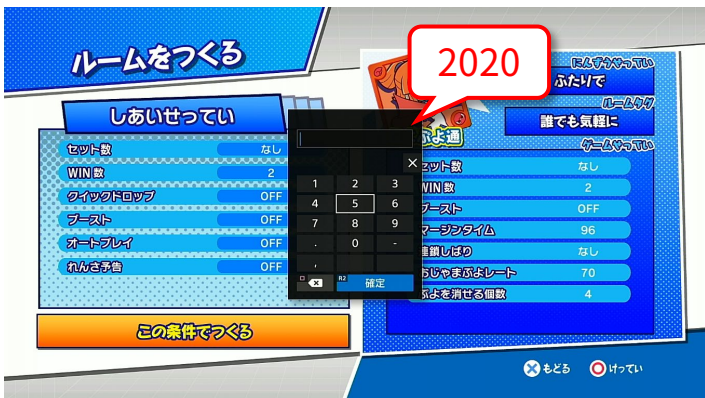 ルームをつくる
しあいせってい
セット数 なし
WIN数 2
クイックドロップ OFF
ブースト OFF
オートプレイ OFF
れんさ予告 OFF
この条件でつくる
2020
×
1 2 3
4 5 6
7 8 9
. 0 -
,
R2 確定
にんずうせってい
ふたりで
ルームタグ
誰でも気軽に
ぷよ通
ゲームせってい
セット数 なし
WIN数 2
ブースト OFF
マージンタイム 96
連鎖しばり なし
おじゃまぷよレート 70
ぷよを消せる個数 4
もどる けってい